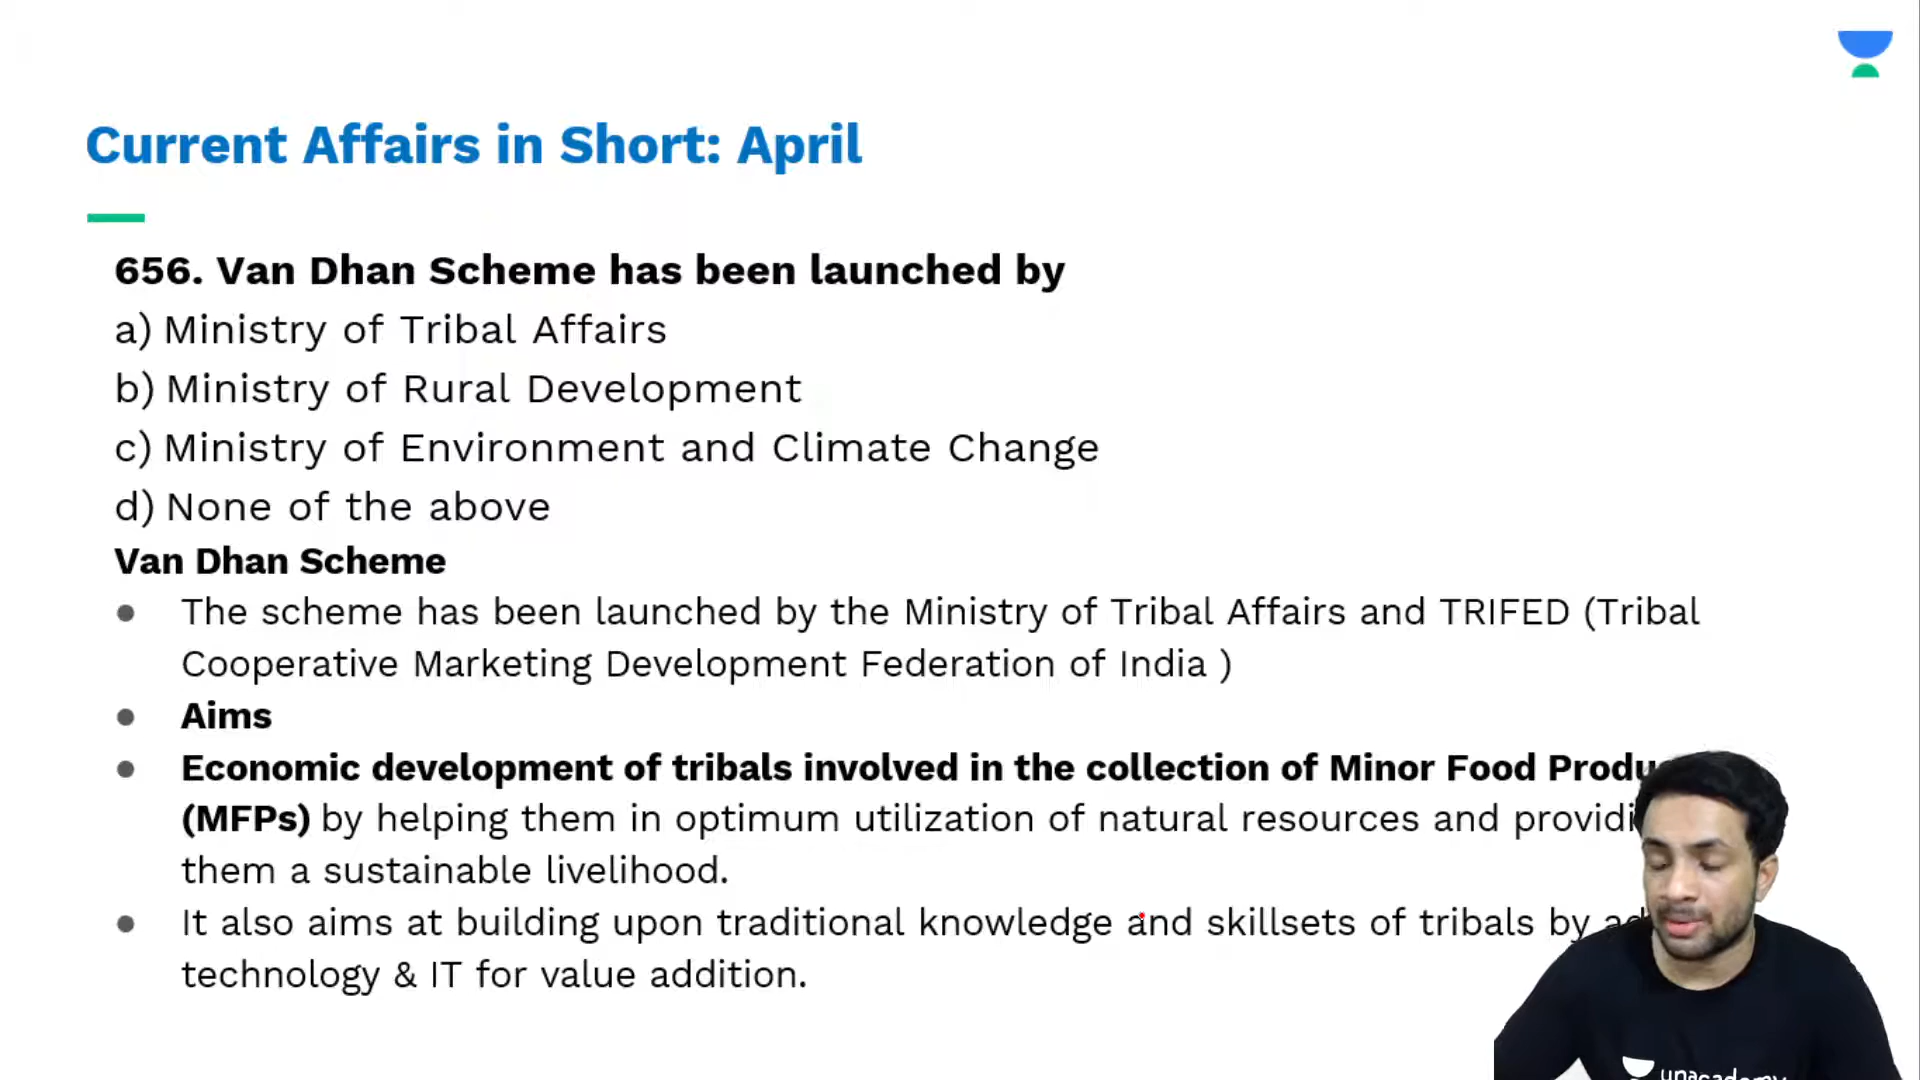 Current Affairs in Short: April
656. Van Dhan Scheme has been launched by
a) Ministry of Tribal Affairs
b) Ministry of Rural Development
c) Ministry of Environment and Climate Change
d) None of the above
Van Dhan Scheme
● The scheme has been launched by the Ministry of Tribal Affairs and TRIFED (Tribal
Cooperative Marketing Development Federation of India )
● Aims
● Economic development of tribals involved in the collection of Minor Food
(MFPs) by helping them in optimum utilization of natural resources and
them a sustainable livelihood.
● It also aims at building upon traditional knowledge and skillsets of tribals by
technology & IT for value addition.
unacademy